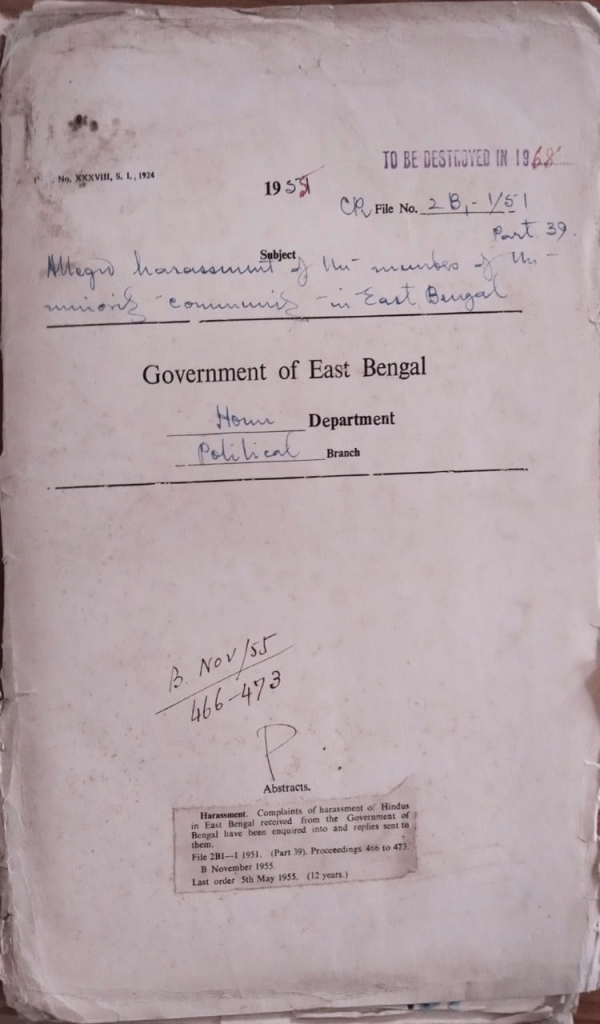 No. XXXVIII, S. I., 1924
TO BE DESTROYED IN 1968
1951
CR File No. 2B1-1/51
Part 39.
Subject
harassment of the members of the
minority community in East Bengal
Government of East Bengal
Home Department
Political Branch
B. Nov/55
466-473
P.
Abstracts.
Harassment. Complaints of harassment of Hindus
in East Bengal received from the Government of
Bengal have been enquired into and replies sent to
them.
File 2B1—1 1951. (Part 39). Proceedings 466 to 473.
B November 1955.
Last order 5th May 1955. (12 years.)